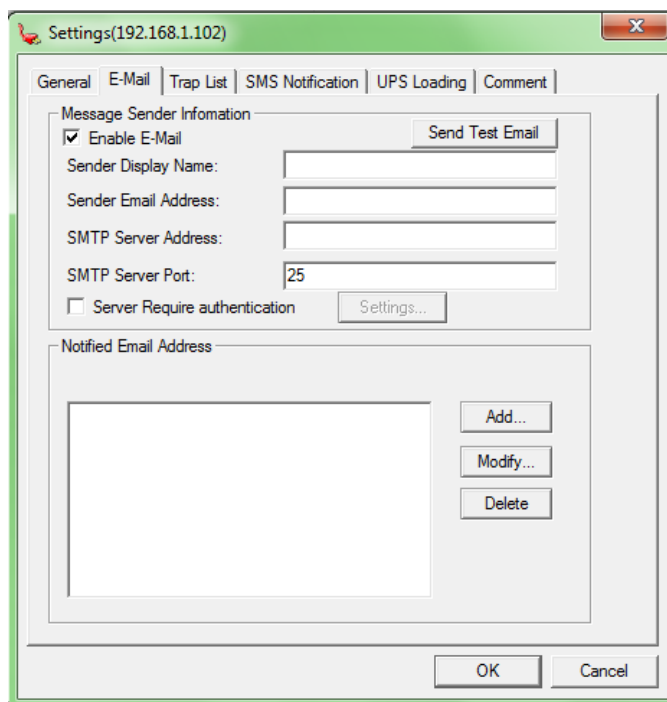 Settings(192.168.1.102)
General E-Mail Trap List SMS Notification UPS Loading Comment
Message Sender Infomation
Enable E-Mail Send Test Email
Sender Display Name:
Sender Email Address:
SMTP Server Address:
SMTP Server Port: 25
Server Require authentication Settings...
Notified Email Address
Add...
Modify...
Delete
OK Cancel